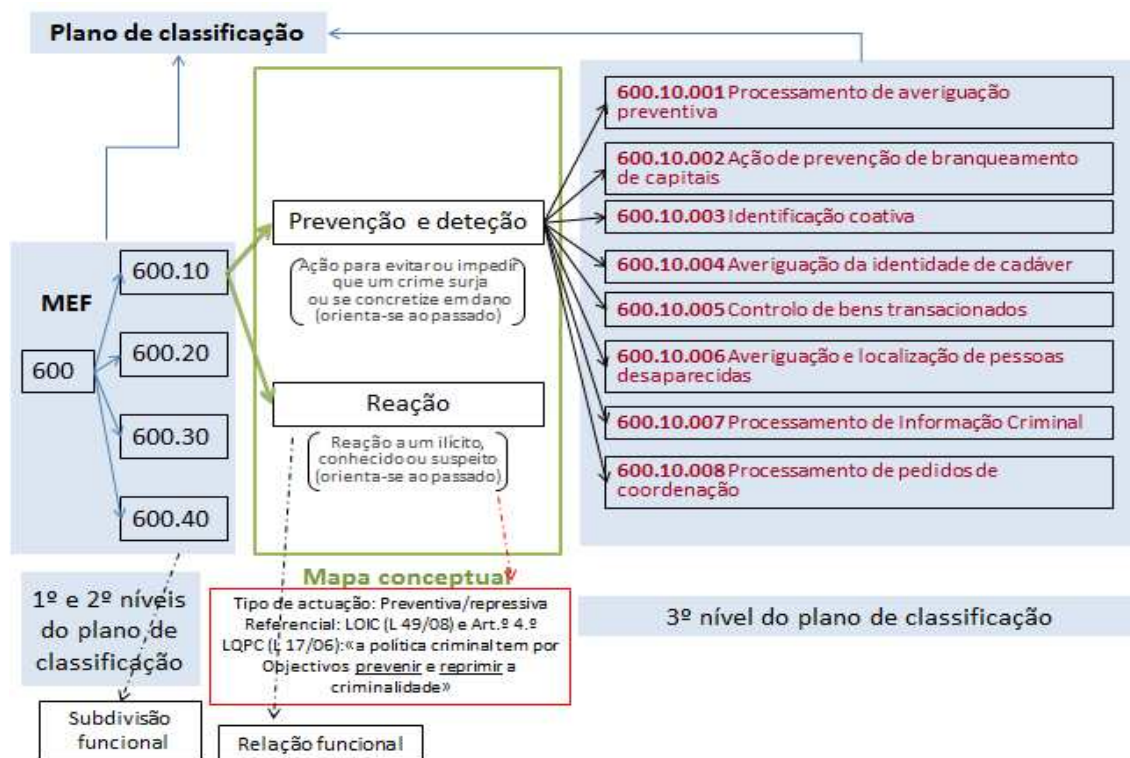 Plano de classificação
MEF
600
600.10
600.20
600.30
600.40
Prevenção e deteção
(Ação para evitar ou impedir
que um crime surja
ou se concretize em dano
(orienta-se ao passado))
Reação
(Reação a um ilícito,
conhecido ou suspeito
(orienta-se ao passado))
Mapa conceptual
600.10.001 Processamento de averiguação
preventiva
600.10.002 Ação de prevenção de branqueamento
de capitais
600.10.003 Identificação coativa
600.10.004 Averiguação da identidade de cadáver
600.10.005 Controlo de bens transacionados
600.10.006 Averiguação e localização de pessoas
desaparecidas
600.10.007 Processamento de Informação Criminal
600.10.008 Processamento de pedidos de
coordenação
1º e 2º níveis
do plano de
classificação
Tipo de actuação: Preventiva/repressiva
Referencial: LOIC (L 49/08) e Art.º 4.º
LQPC (L 17/06):«a política criminal tem por
Objectivos prevenir e reprimir a
criminalidade»
3º nível do plano de classificação
Subdivisão
funcional
Relação funcional